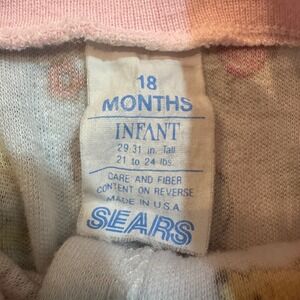 18
MONTHS
INFANT
29 31 in. Tall
21 to 24 lbs.
CARE AND FIBER
CONTENT ON REVERSE
MADE IN U.S.A.
SEARS